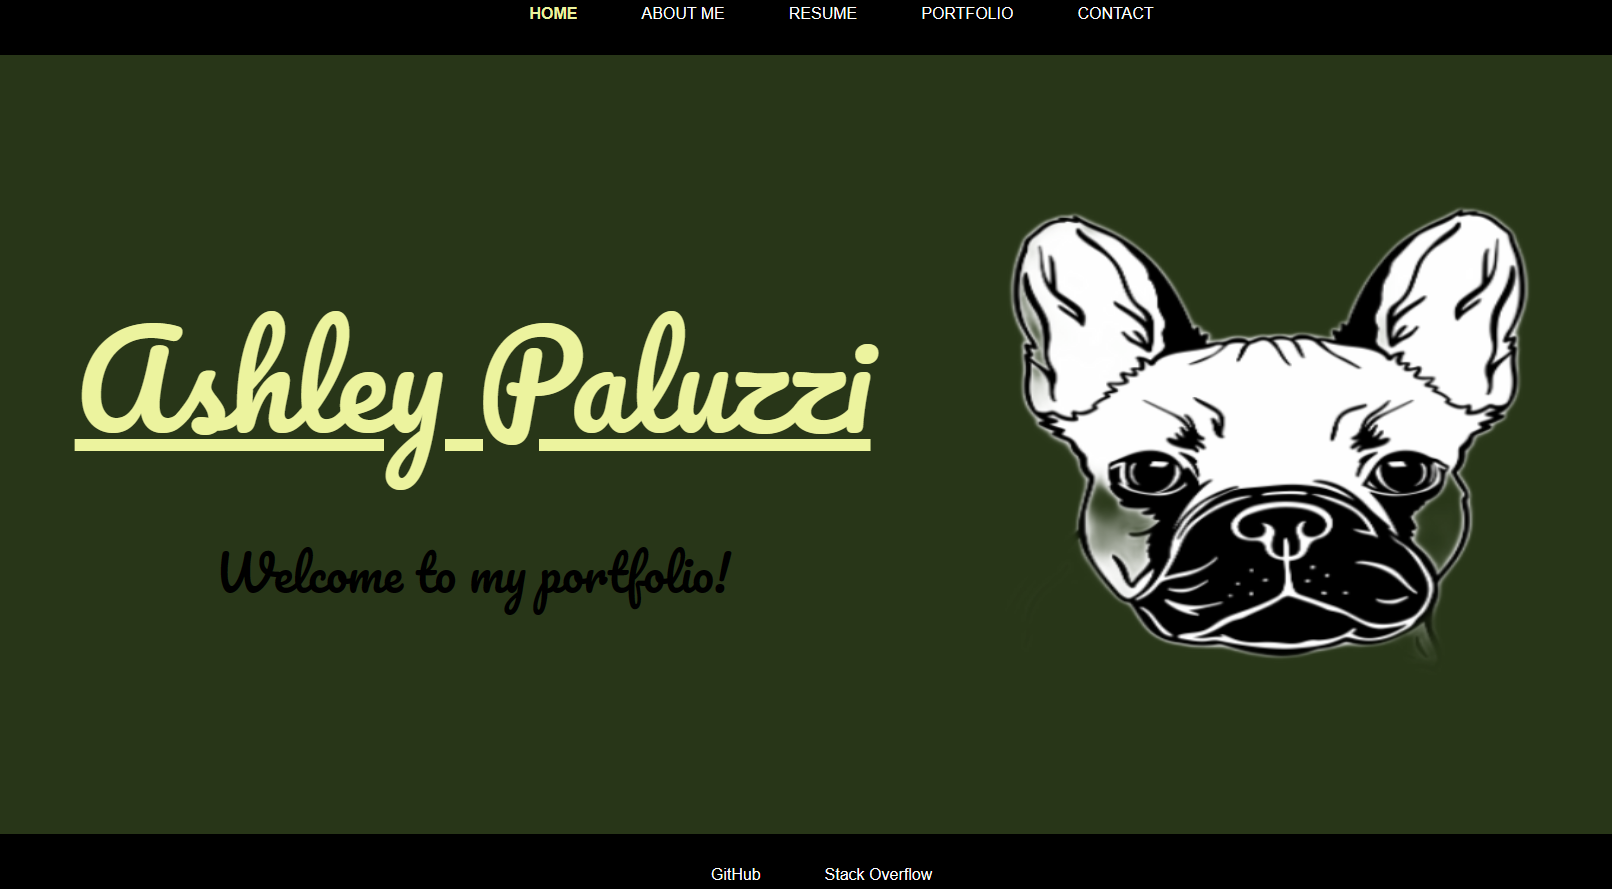 HOME ABOUT ME RESUME PORTFOLIO CONTACT
Ashley Paluzzi
Welcome to my portfolio!
GitHub Stack Overflow